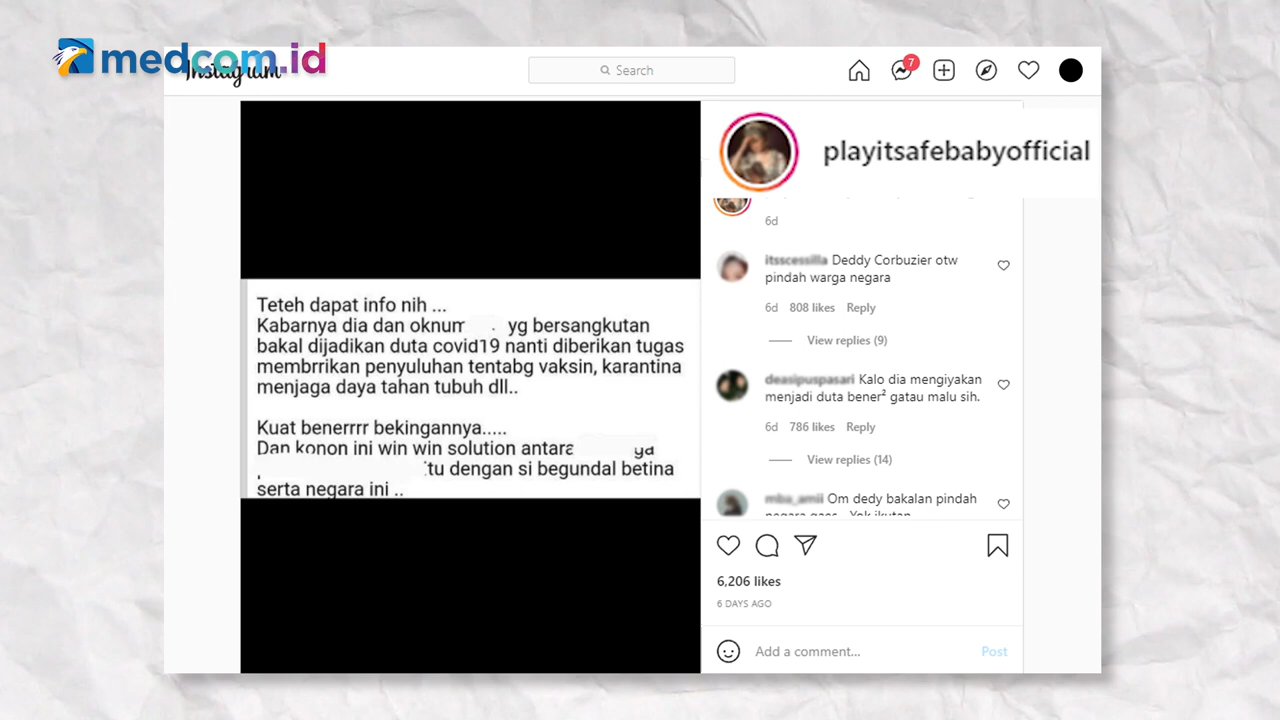 medcom.id
Instagram
Search
7
playitsafebabyofficial
Teteh dapat info nih ...
Kabarnya dia dan oknum yg bersangkutan
bakal dijadikan duta covid19 nanti diberikan tugas
membrrikan penyuluhan tentabg vaksin, karantina
menjaga daya tahan tubuh dll..
Kuat benerrrr bekingannya.....
Dan konon ini win win solution antara
dengan si begundal betina
serta negara ini ..
6d
itsscessilla Deddy Corbuzier otw
pindah warga negara
6d 808 likes Reply
View replies (9)
deasipuspasari Kalo dia mengiyakan
menjadi duta bener² gatau malu sih.
6d 786 likes Reply
View replies (14)
mba_amii Om dedy bakalan pindah
negara gaes.. Yok ikutan
6,206 likes
6 DAYS AGO
Add a comment...
Post